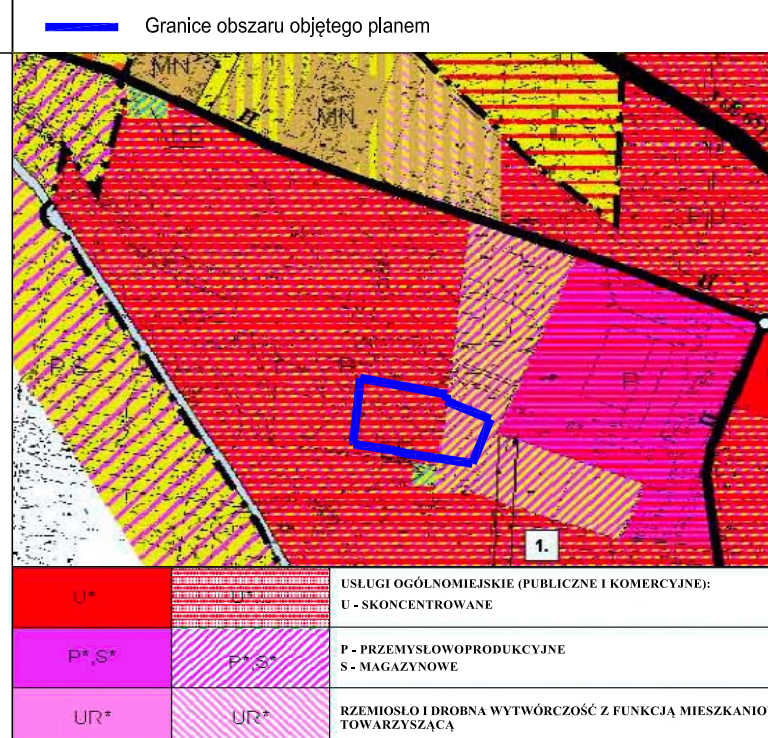 Granice obszaru objętego planem
MN
MN
EE
P,S
P
1.
U*
U*
USŁUGI OGÓLNOMIEJSKIE (PUBLICZNE I KOMERCYJNE):
U - SKONCENTROWANE
P*,S*
P*,S*
P - PRZEMYSŁOWOPRODUKCYJNE
S - MAGAZYNOWE
UR*
UR*
RZEMIOSŁO I DROBNA WYTWÓRCZOŚĆ Z FUNKCJĄ MIESZKANIO
TOWARZYSZĄCĄ